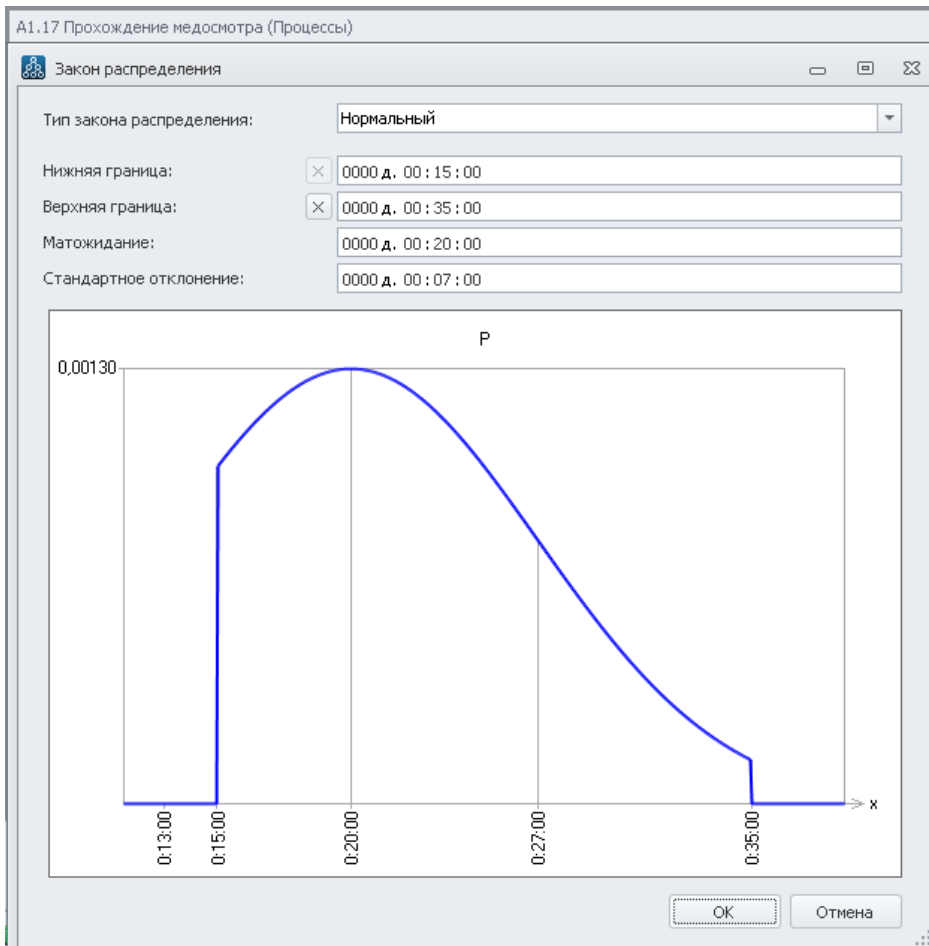 А1.17 Прохождение медосмотра (Процессы)
Закон распределения
Тип закона распределения: Нормальный
Нижняя граница: 0000 д. 00 : 15 : 00
Верхняя граница: 0000 д. 00 : 35 : 00
Матожидание: 0000 д. 00 : 20 : 00
Стандартное отклонение: 0000 д. 00 : 07 : 00
P
0,00130
x
0:13:00 0:15:00 0:20:00 0:27:00 0:35:00
ОК Отмена